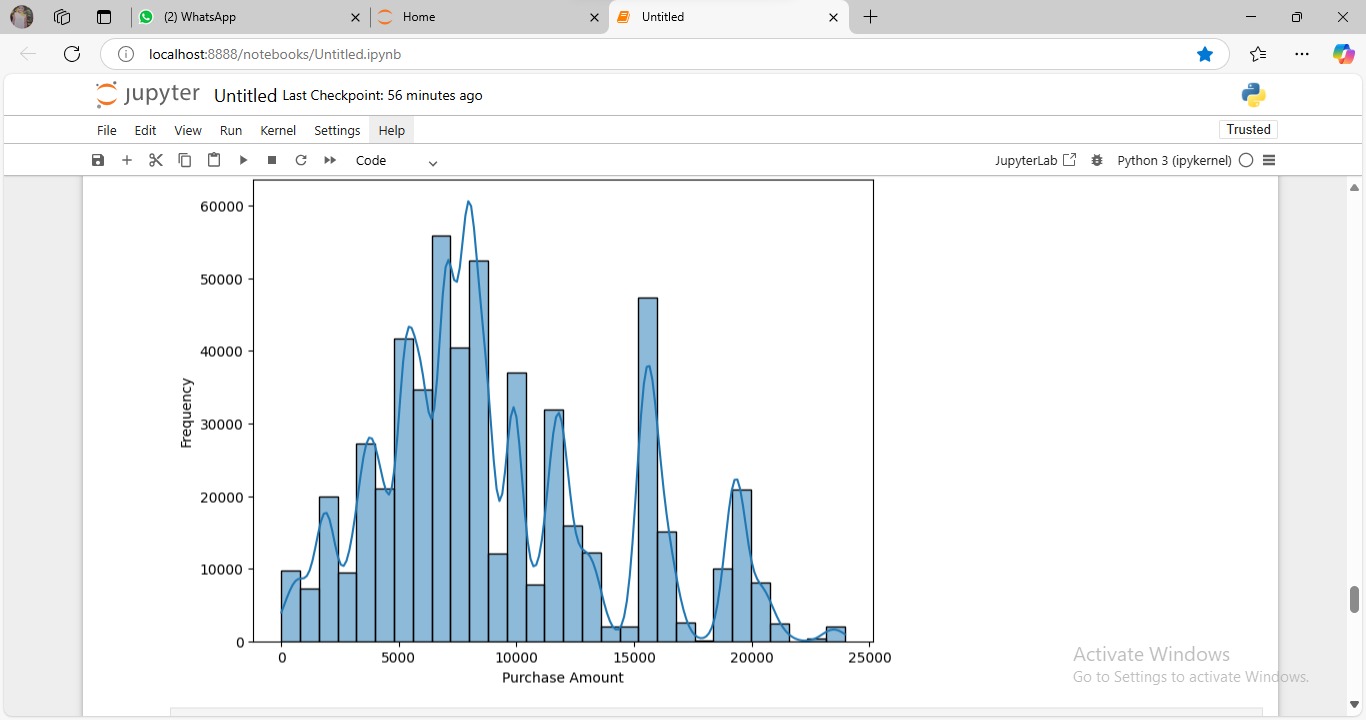 (2) WhatsApp
Home
Untitled
localhost:8888/notebooks/Untitled.ipynb
jupyter Untitled Last Checkpoint: 56 minutes ago
File Edit View Run Kernel Settings Help
Trusted
Code
JupyterLab
Python 3 (ipykernel)
60000
50000
40000
30000
20000
10000
0
Frequency
0 5000 10000 15000 20000 25000
Purchase Amount
Activate Windows
Go to Settings to activate Windows.